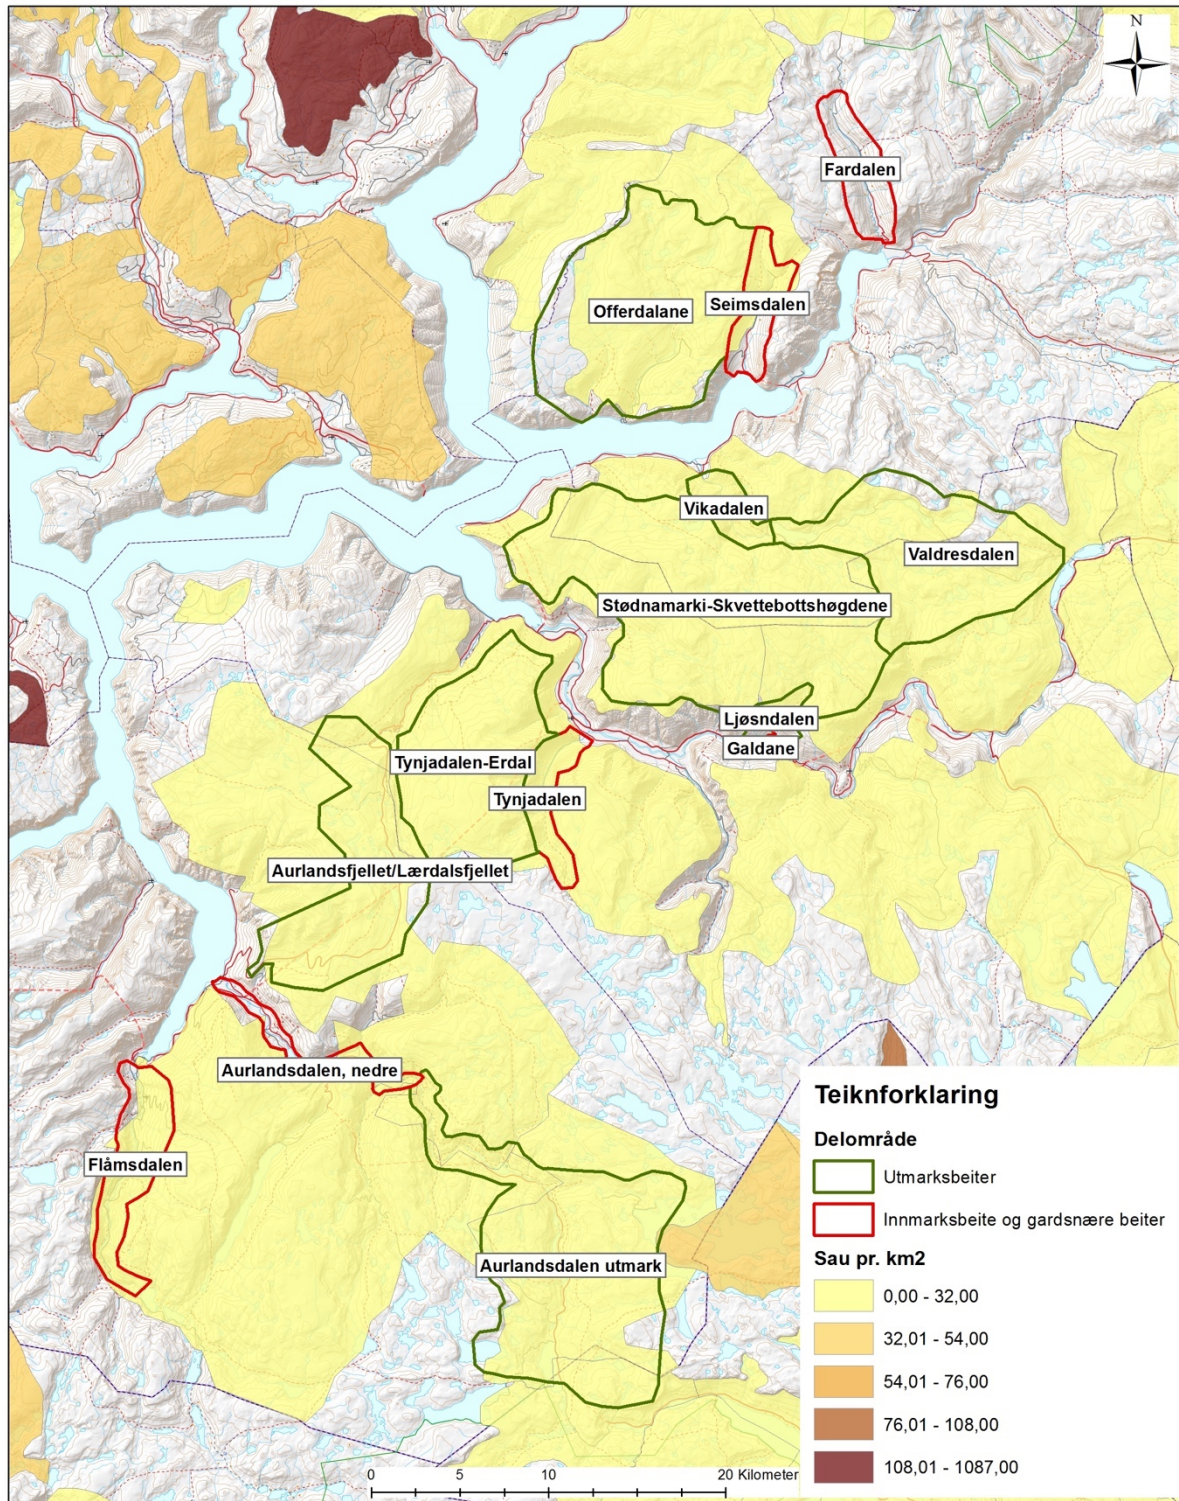 N
Fardalen
Offerdalane
Seimsdalen
Vikadalen
Valdresdalen
Stødnamarki-Skvettebottshøgdene
Ljøsndalen
Galdane
Tynjadalen-Erdal
Tynjadalen
Aurlandsfjellet/Lærdalsfjellet
Aurlandsdalen, nedre
Flåmsdalen
Aurlandsdalen utmark
Teiknforklaring
Delområde
Utmarksbeiter
Innmarksbeite og gardsnære beiter
Sau pr. km2
0,00 - 32,00
32,01 - 54,00
54,01 - 76,00
76,01 - 108,00
108,01 - 1087,00
0 5 10 20 Kilometer